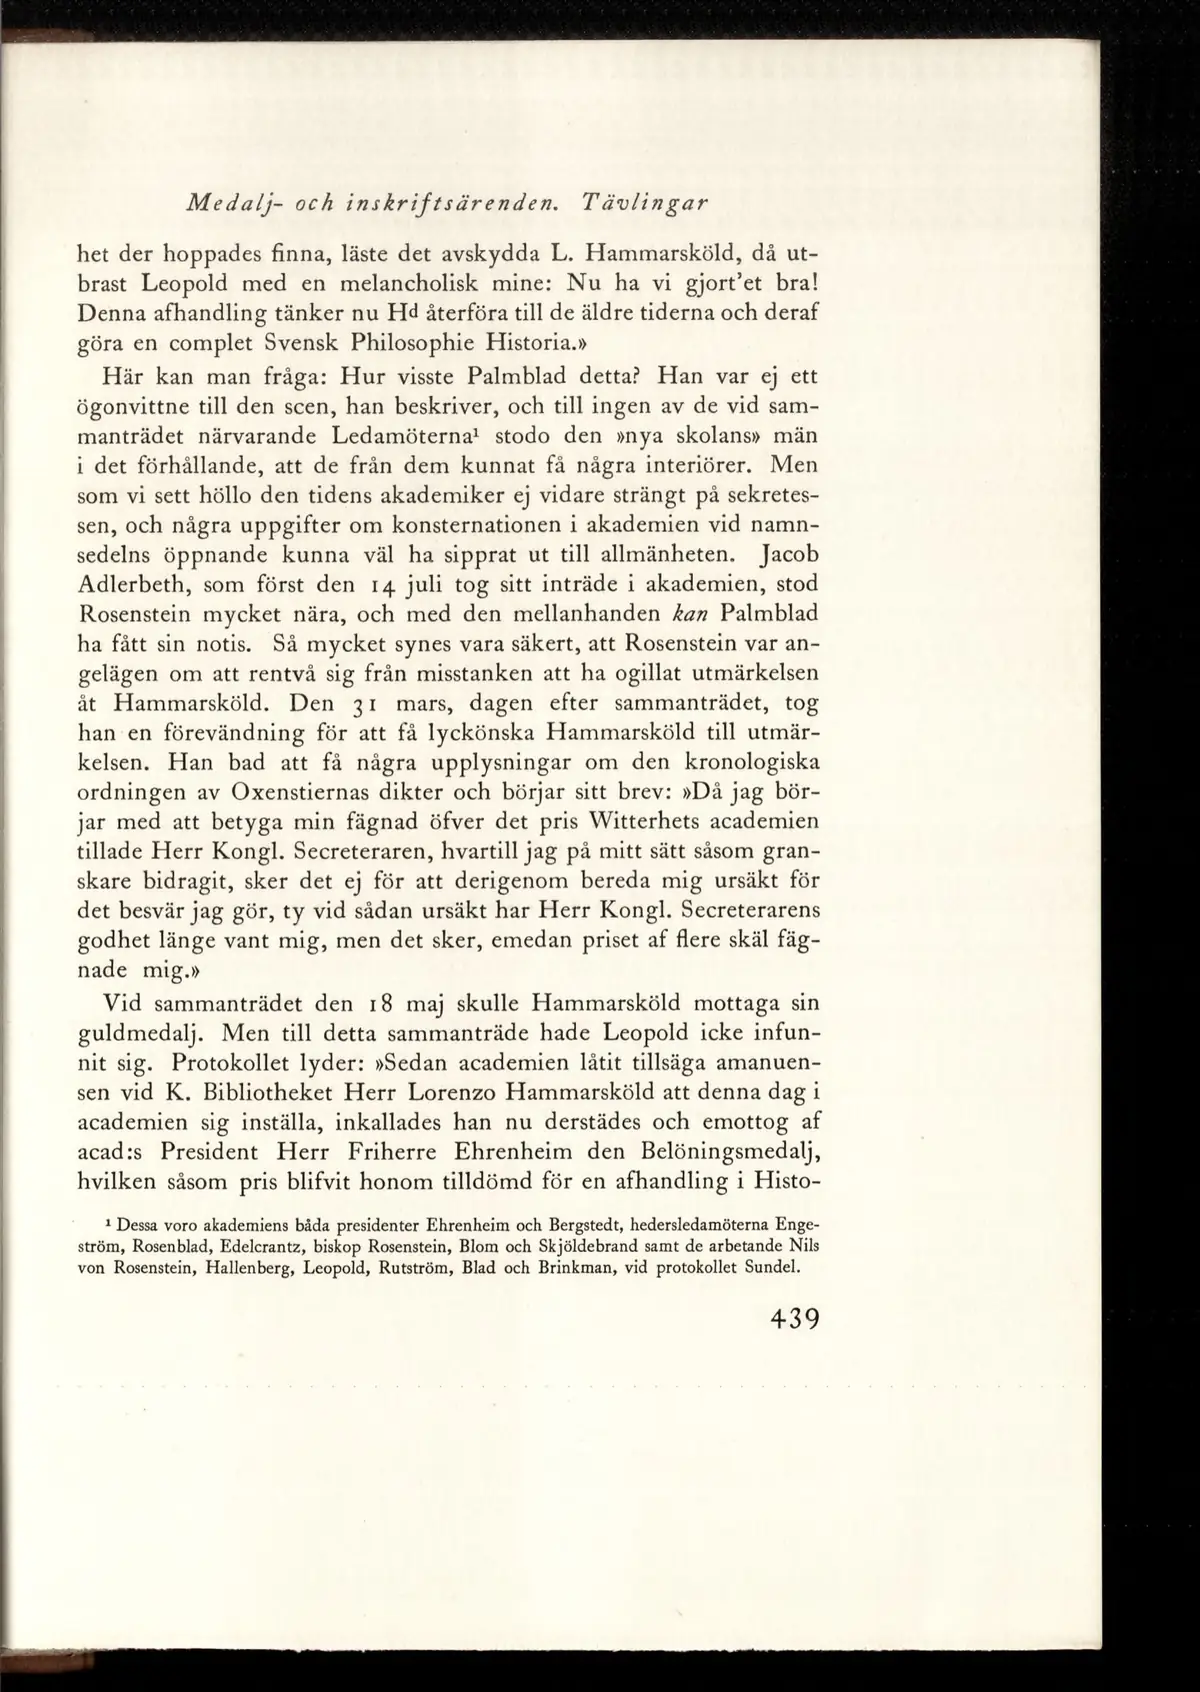 Medalj- och inskriftsärenden. Tävlingar
het der hoppades finna, läste det avskydda L. Hammarsköld, då ut-
brast Leopold med en melancholisk mine: Nu ha vi gjort’et bra!
Denna afhandling tänker nu Hd återföra till de äldre tiderna och deraf
göra en complet Svensk Philosophie Historia.»
Här kan man fråga: Hur visste Palmblad detta? Han var ej ett
ögonvittne till den scen, han beskriver, och till ingen av de vid sam-
manträdet närvarande Ledamöterna¹ stodo den »nya skolans» män
i det förhållande, att de från dem kunnat få några interiörer. Men
som vi sett höllo den tidens akademiker ej vidare strängt på sekretes-
sen, och några uppgifter om konsternationen i akademien vid namn-
sedelns öppnande kunna väl ha sipprat ut till allmänheten. Jacob
Adlerbeth, som först den 14 juli tog sitt inträde i akademien, stod
Rosenstein mycket nära, och med den mellanhanden kan Palmblad
ha fått sin notis. Så mycket synes vara säkert, att Rosenstein var an-
gelägen om att rentvå sig från misstanken att ha ogillat utmärkelsen
åt Hammarsköld. Den 31 mars, dagen efter sammanträdet, tog
han en förevändning för att få lyckönska Hammarsköld till utmär-
kelsen. Han bad att få några upplysningar om den kronologiska
ordningen av Oxenstiernas dikter och börjar sitt brev: »Då jag bör-
jar med att betyga min fägnad öfver det pris Witterhets academien
tillade Herr Kongl. Secreteraren, hvartill jag på mitt sätt såsom gran-
skare bidragit, sker det ej för att derigenom bereda mig ursäkt för
det besvär jag gör, ty vid sådan ursäkt har Herr Kongl. Secreterarens
godhet länge vant mig, men det sker, emedan priset af flere skäl fäg-
nade mig.»
Vid sammanträdet den 18 maj skulle Hammarsköld mottaga sin
guldmedalj. Men till detta sammanträde hade Leopold icke infun-
nit sig. Protokollet lyder: »Sedan academien låtit tillsäga amanuen-
sen vid K. Bibliotheket Herr Lorenzo Hammarsköld att denna dag i
academien sig inställa, inkallades han nu derstädes och emottog af
acad:s President Herr Friherre Ehrenheim den Belöningsmedalj,
hvilken såsom pris blifvit honom tilldömd för en afhandling i Histo-
¹ Dessa voro akademiens båda presidenter Ehrenheim och Bergstedt, hedersledamöterna Enge-
ström, Rosenblad, Edelcrantz, biskop Rosenstein, Blom och Skjöldebrand samt de arbetande Nils
von Rosenstein, Hallenberg, Leopold, Rutström, Blad och Brinkman, vid protokollet Sundel.
439